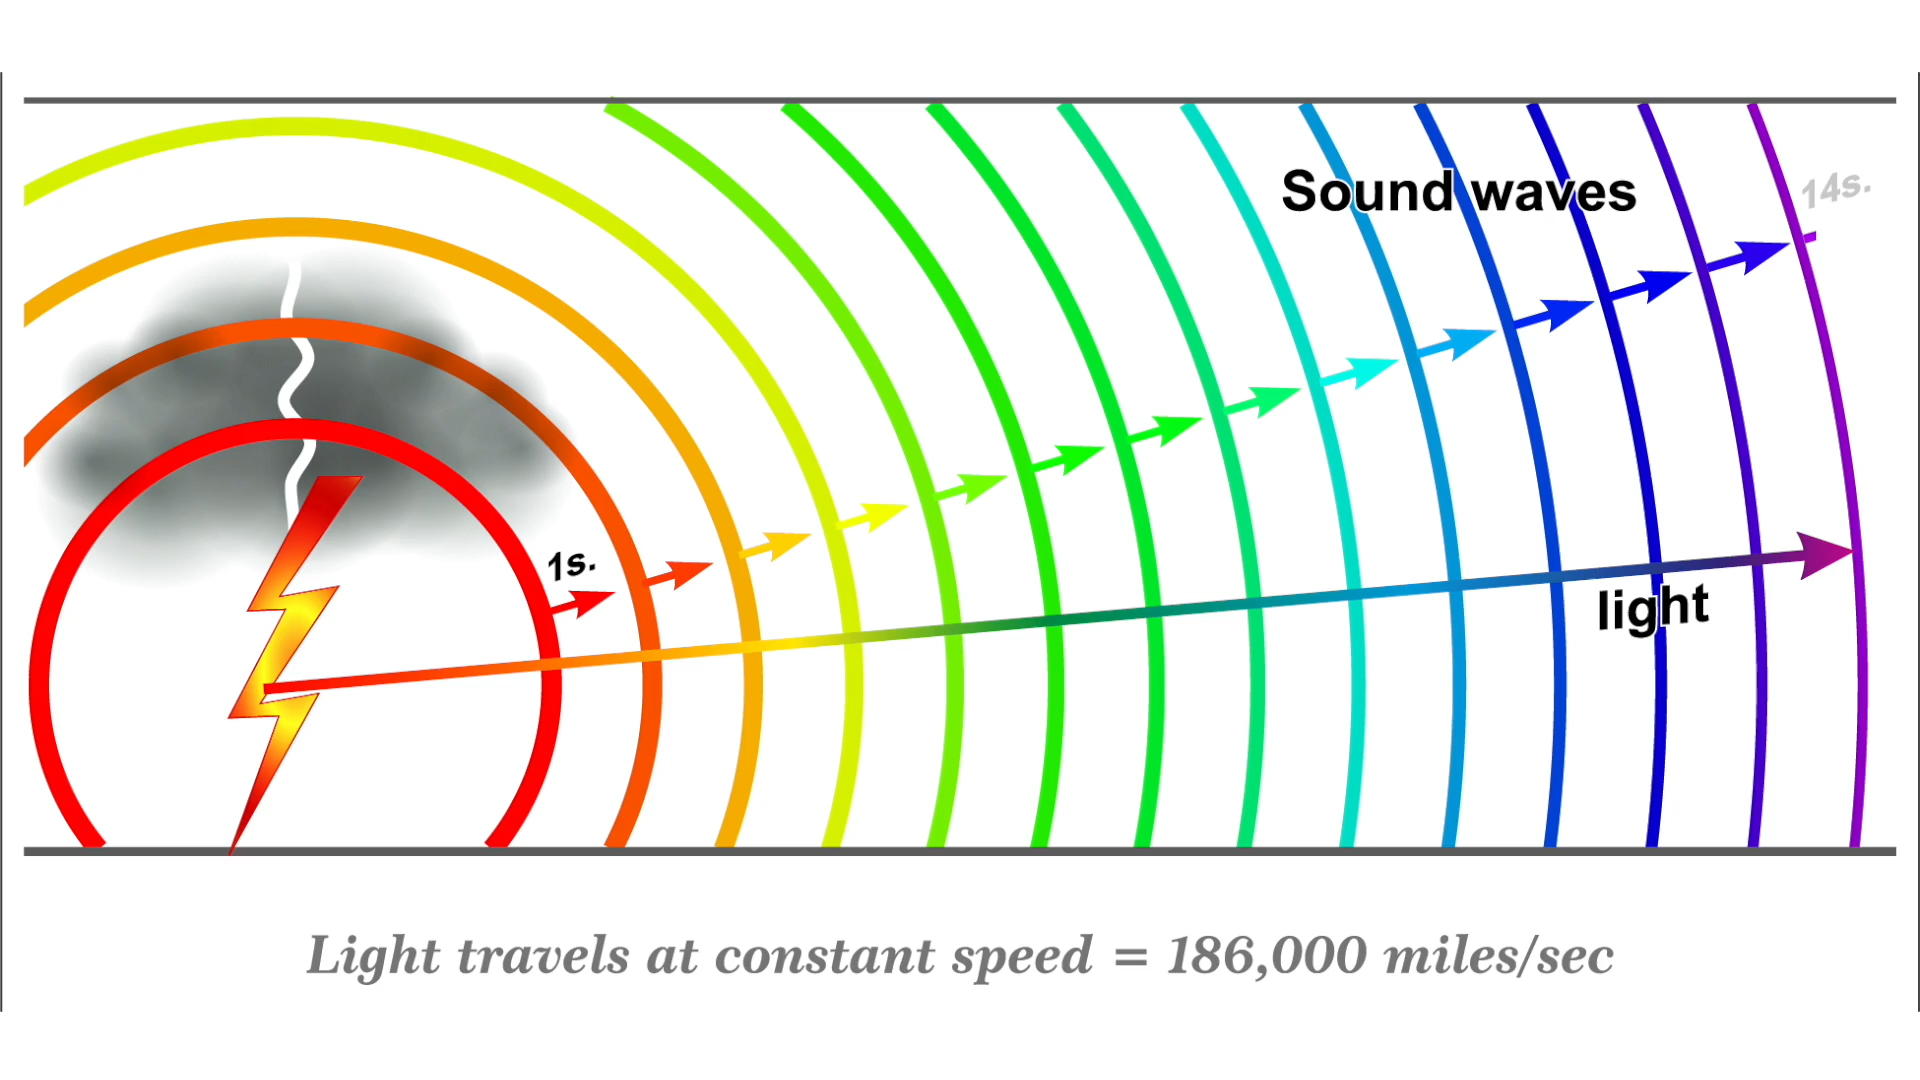 14s.
Sound waves
1s.
light
Light travels at constant speed = 186,000 miles/sec